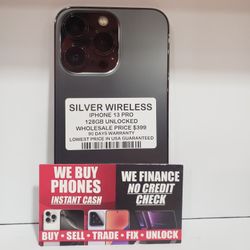 SILVER WIRELESS
IPHONE 13 PRO
128GB UNLOCKED
WHOLESALE PRICE $399
90 DAYS WARRANTY
LOWEST PRICE IN USA GUARANTEED
WE BUY
PHONES
INSTANT CASH
WE FINANCE
NO CREDIT
CHECK
BUY • SELL • TRADE • FIX • UNLOCK